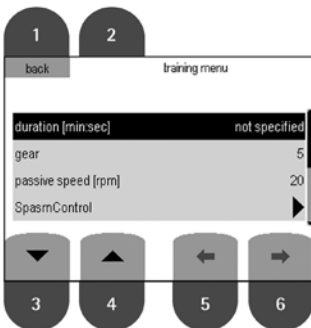 1 2
back training menu
duration [min:sec] not specified
gear 5
passive speed [rpm] 20
SpasmControl
3 4 5 6